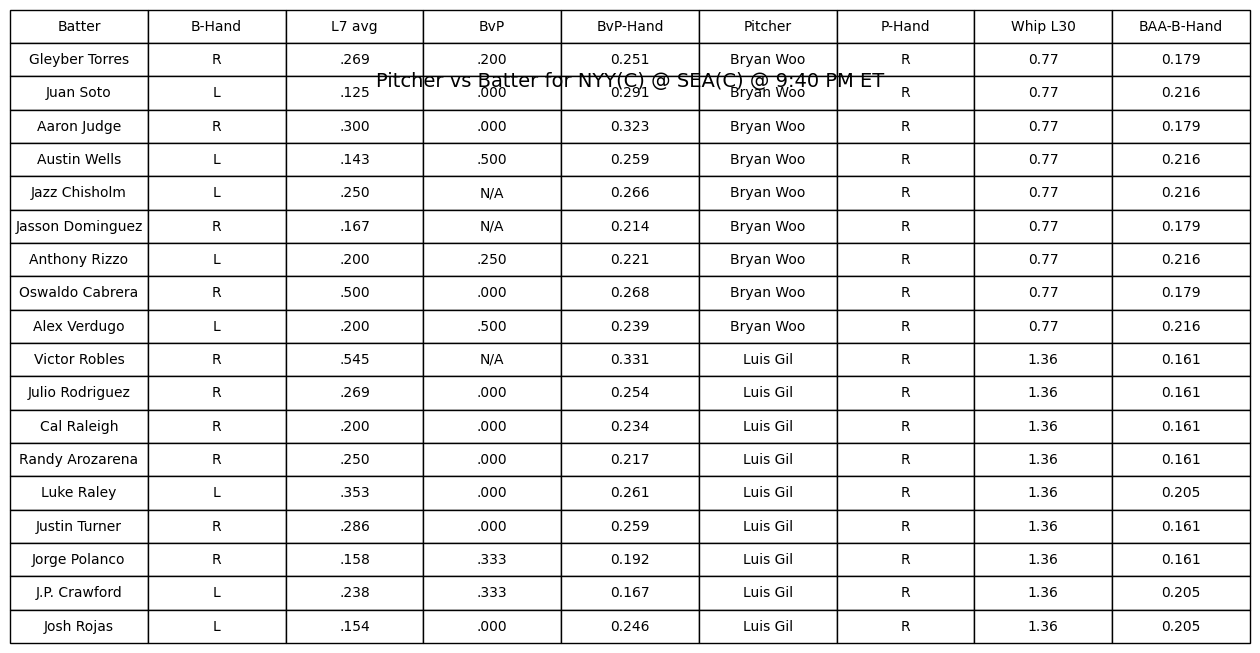 Batter B-Hand L7 avg BvP BvP-Hand Pitcher P-Hand Whip L30 BAA-B-Hand
Gleyber Torres R .269 .200 0.251 Bryan Woo R 0.77 0.179
Pitcher vs Batter for NYY(C) @ SEA(C) @ 9:40 PM ET
Juan Soto L .125 .000 0.291 Bryan Woo R 0.77 0.216
Aaron Judge R .300 .000 0.323 Bryan Woo R 0.77 0.179
Austin Wells L .143 .500 0.259 Bryan Woo R 0.77 0.216
Jazz Chisholm L .250 N/A 0.266 Bryan Woo R 0.77 0.216
Jasson Dominguez R .167 N/A 0.214 Bryan Woo R 0.77 0.179
Anthony Rizzo L .200 .250 0.221 Bryan Woo R 0.77 0.216
Oswaldo Cabrera R .500 .000 0.268 Bryan Woo R 0.77 0.179
Alex Verdugo L .200 .500 0.239 Bryan Woo R 0.77 0.216
Victor Robles R .545 N/A 0.331 Luis Gil R 1.36 0.161
Julio Rodriguez R .269 .000 0.254 Luis Gil R 1.36 0.161
Cal Raleigh R .200 .000 0.234 Luis Gil R 1.36 0.161
Randy Arozarena R .250 .000 0.217 Luis Gil R 1.36 0.161
Luke Raley L .353 .000 0.261 Luis Gil R 1.36 0.205
Justin Turner R .286 .000 0.259 Luis Gil R 1.36 0.161
Jorge Polanco R .158 .333 0.192 Luis Gil R 1.36 0.161
J.P. Crawford L .238 .333 0.167 Luis Gil R 1.36 0.205
Josh Rojas L .154 .000 0.246 Luis Gil R 1.36 0.205